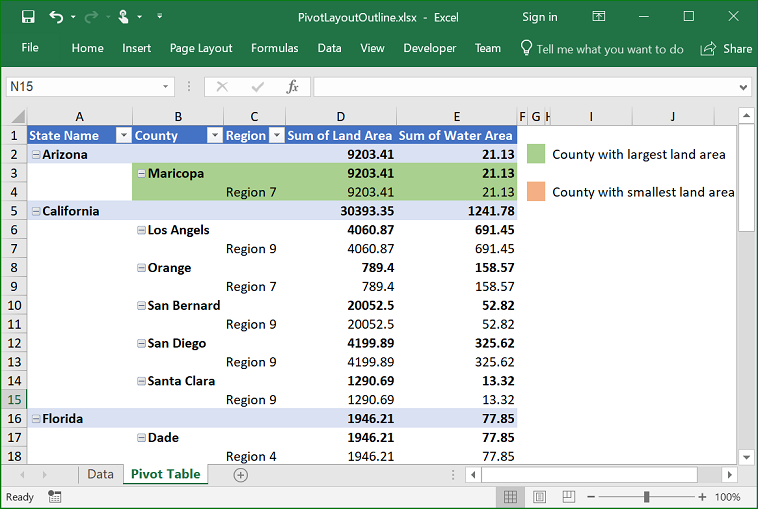 PivotLayoutOutline.xlsx - Excel Sign in
File Home Insert Page Layout Formulas Data View Developer Team Tell me what you want to do Share
N15 fx
A B C D E F G H I J
1 State Name County Region Sum of Land Area Sum of Water Area
2 Arizona 9203.41 21.13 County with largest land area
3 Maricopa 9203.41 21.13
4 Region 7 9203.41 21.13 County with smallest land area
5 California 30393.35 1241.78
6 Los Angels 4060.87 691.45
7 Region 9 4060.87 691.45
8 Orange 789.4 158.57
9 Region 7 789.4 158.57
10 San Bernard 20052.5 52.82
11 Region 9 20052.5 52.82
12 San Diego 4199.89 325.62
13 Region 9 4199.89 325.62
14 Santa Clara 1290.69 13.32
15 Region 9 1290.69 13.32
16 Florida 1946.21 77.85
17 Dade 1946.21 77.85
18 Region 4 1946.21 77.85
Data Pivot Table
Ready 100%